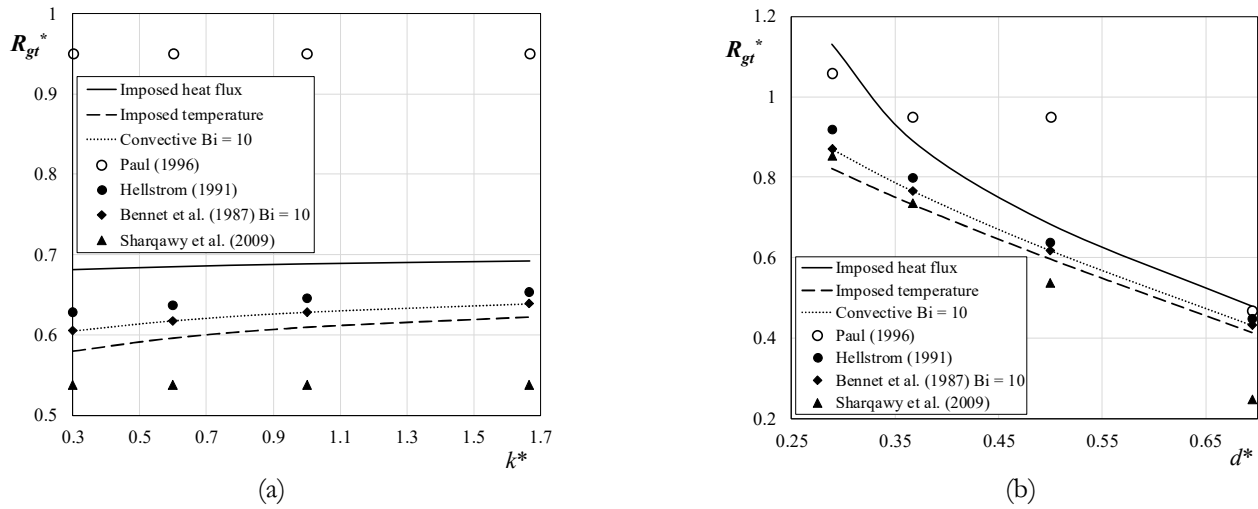 1
R_gt*
0.9
0.8
0.7
0.6
0.5
Imposed heat flux
Imposed temperature
Convective Bi = 10
Paul (1996)
Hellstrom (1991)
Bennet et al. (1987) Bi = 10
Sharqawy et al. (2009)
0.3 0.5 0.7 0.9 1.1 1.3 1.5 1.7
k*
(a)
1.2
R_gt*
1
0.8
0.6
0.4
0.2
Imposed heat flux
Imposed temperature
Convective Bi = 10
Paul (1996)
Hellstrom (1991)
Bennet et al. (1987) Bi = 10
Sharqawy et al. (2009)
0.25 0.35 0.45 0.55 0.65
d*
(b)